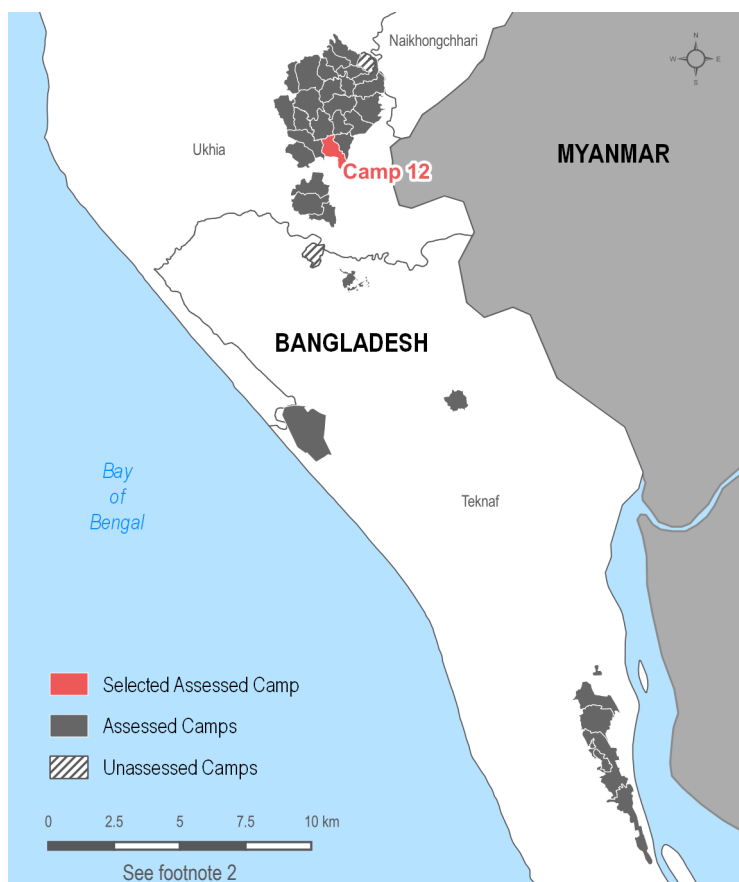 Naikhongchhari
N
W
E
S
Ukhia
MYANMAR
Camp 12
BANGLADESH
Bay
of
Bengal
Teknaf
Selected Assessed Camp
Assessed Camps
Unassessed Camps
0 2.5 5 7.5 10 km
See footnote 2